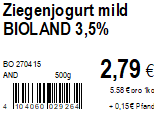 Ziegenjogurt mild
BIOLAND 3,5%
BO 270415
AND 500g
2,79 €
5.58 €pro 1kg
4 104060 029264
+ 0,15€ Pfand